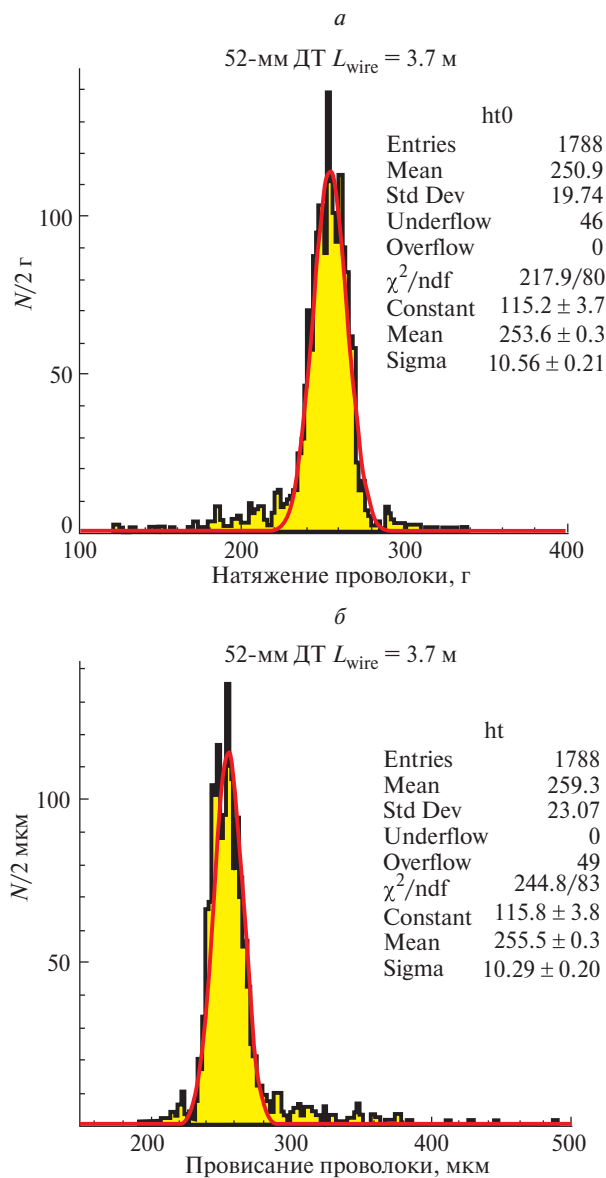 а
52-мм ДТ L_wire = 3.7 м
ht0
Entries 1788
Mean 250.9
Std Dev 19.74
Underflow 46
Overflow 0
χ²/ndf 217.9/80
Constant 115.2 ± 3.7
Mean 253.6 ± 0.3
Sigma 10.56 ± 0.21
N/2 г
100
50
0
100 200 300 400
Натяжение проволоки, г
б
52-мм ДТ L_wire = 3.7 м
ht
Entries 1788
Mean 259.3
Std Dev 23.07
Underflow 0
Overflow 49
χ²/ndf 244.8/83
Constant 115.8 ± 3.8
Mean 255.5 ± 0.3
Sigma 10.29 ± 0.20
N/2 мкм
100
50
200 300 400 500
Провисание проволоки, мкм